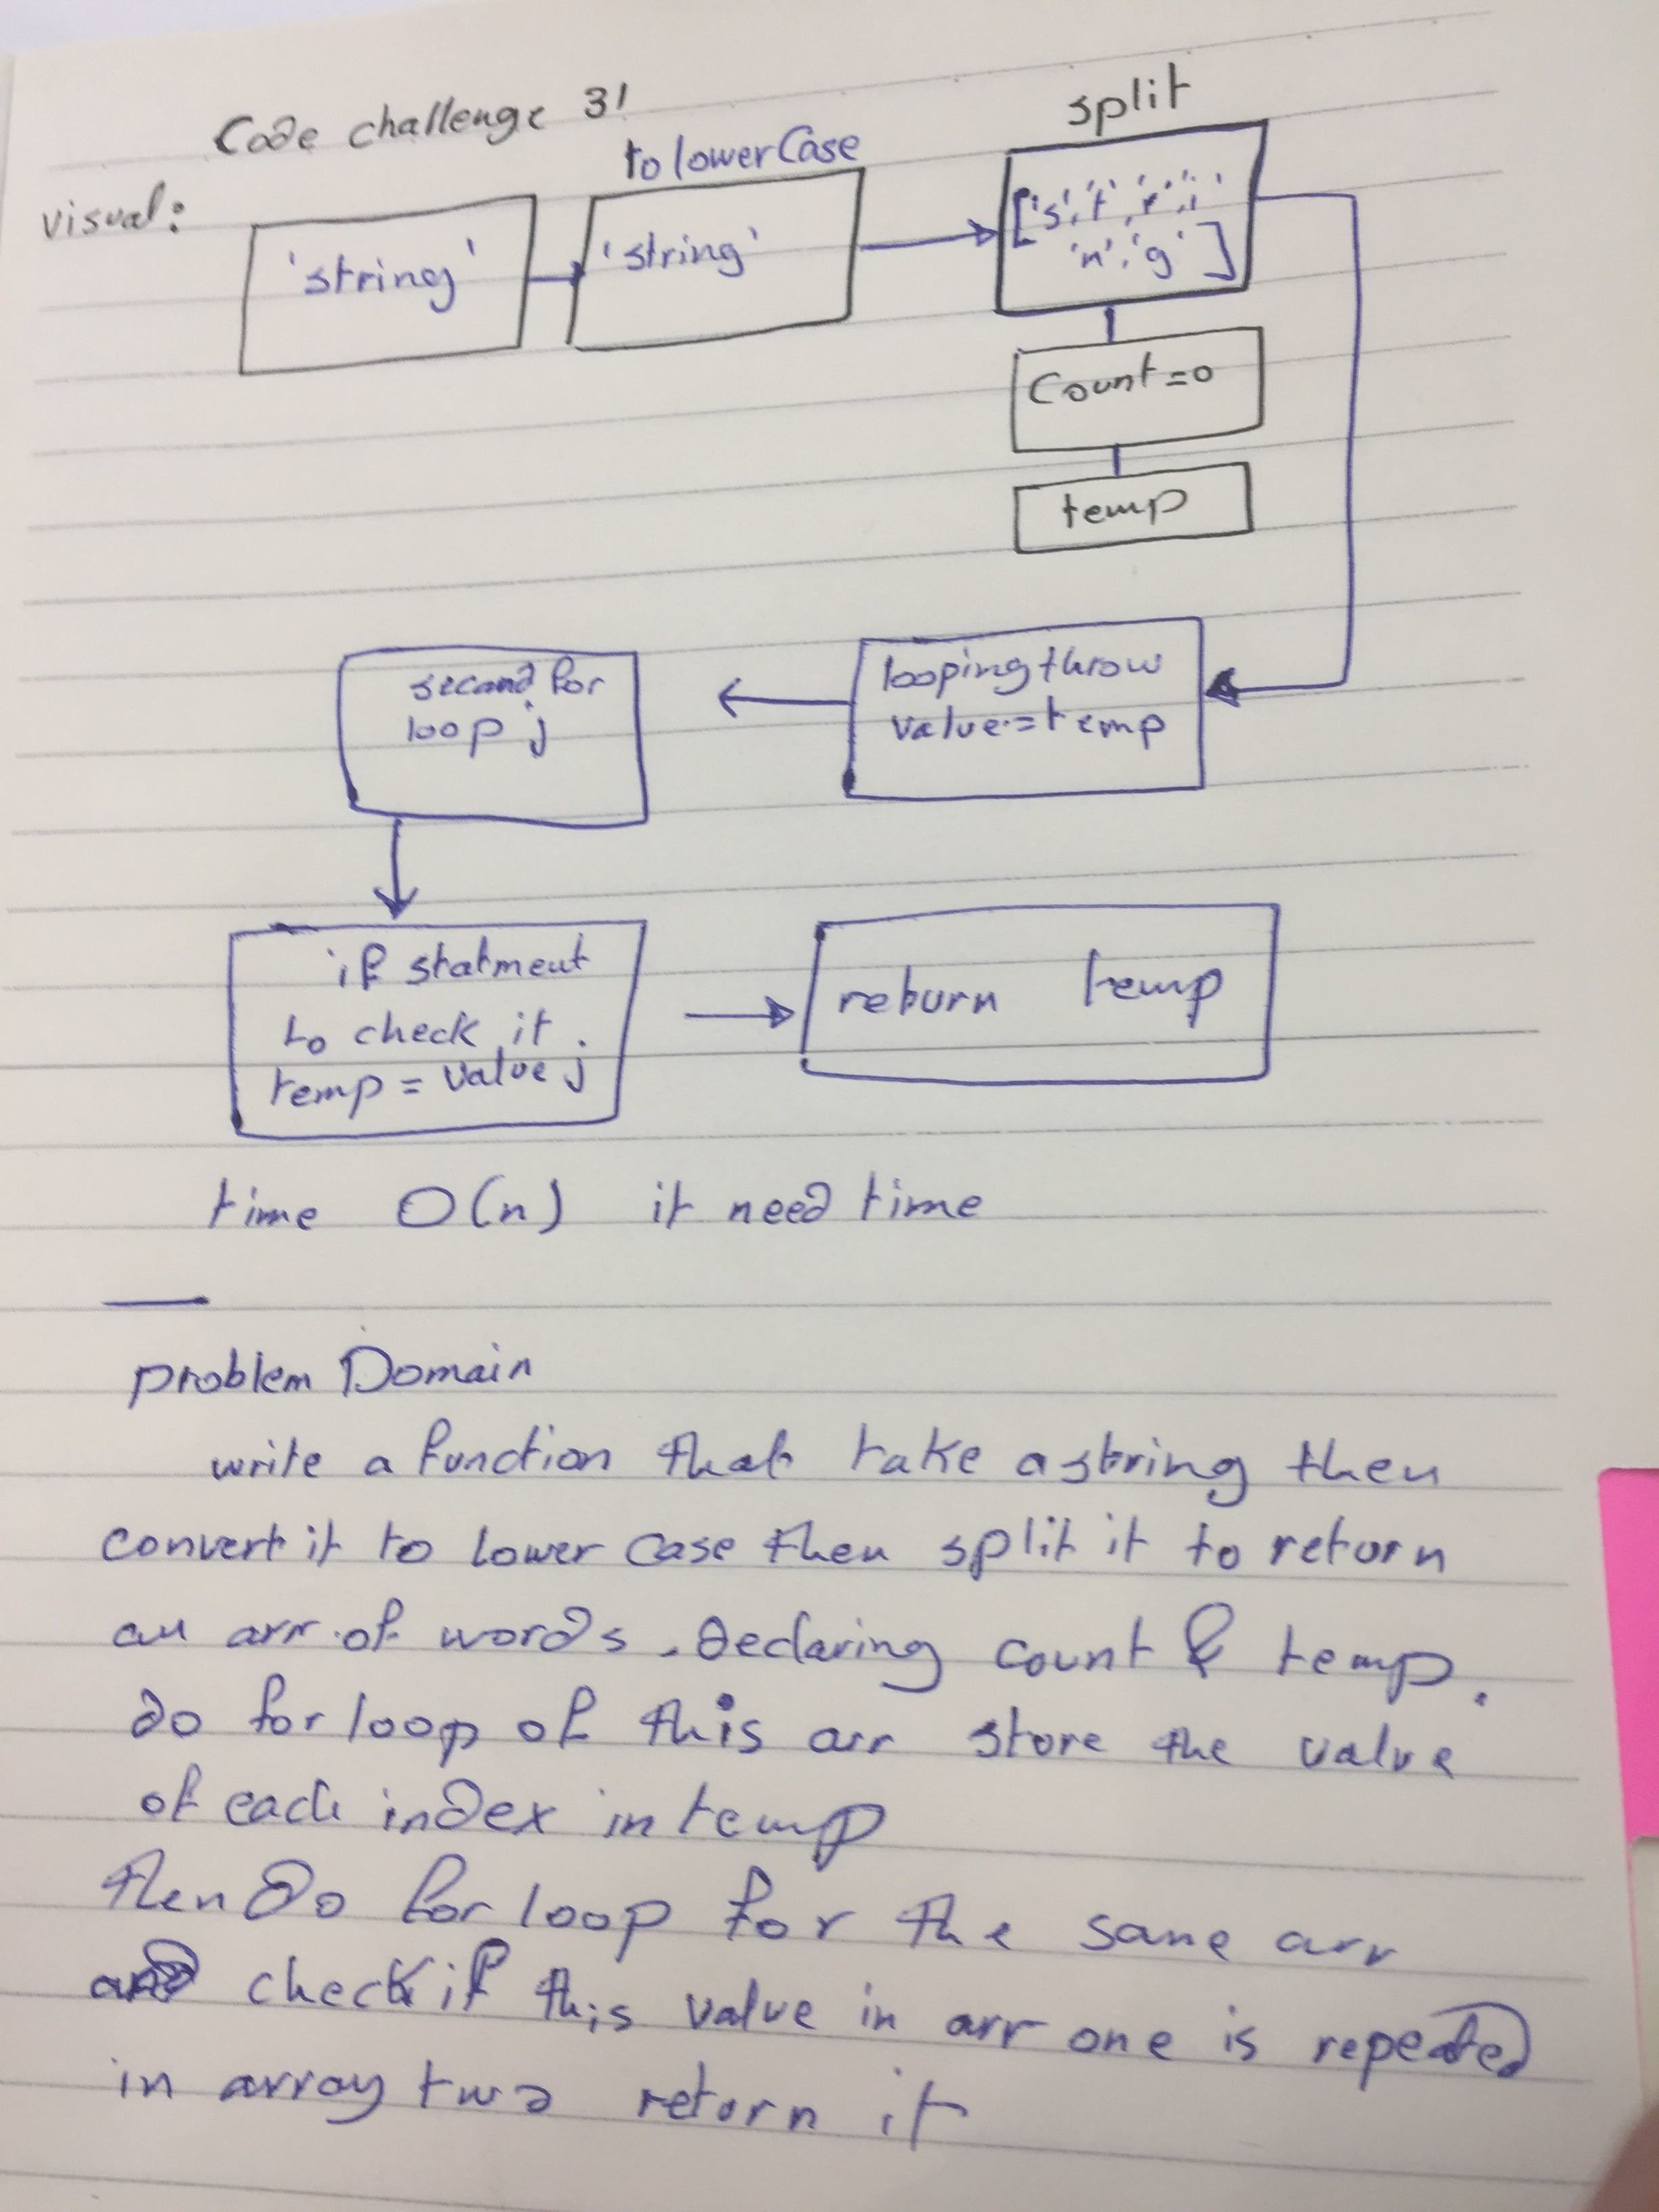 Code challenge 3!
visual:
to lowerCase
split
'string'
'string'
['s','t','r','i'
'n','g']
Count=0
temp
looping throw
value=temp
second for
loop j
if statment
to check it
temp = value j
return temp
time O(n) it need time
problem Domain
write a function that take a string then
convert it to lower case then split it to return
an arr of words. Declaring count & temp.
do for loop of this arr store the value
of each index in temp
then do for loop for the same arr
and check if this value in arr one is repeated
in array two return it